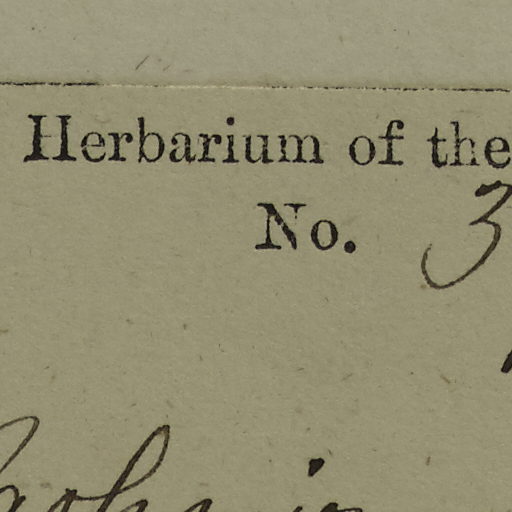 Herbarium of the
No. 3